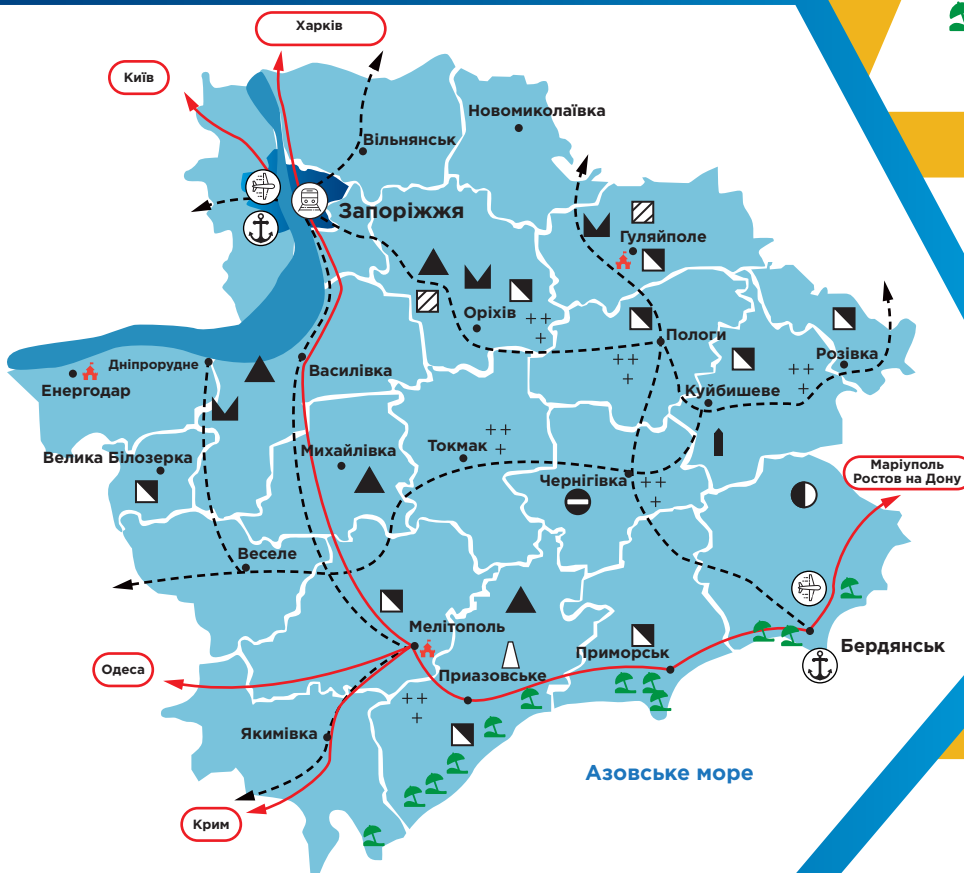 Харків
Київ
Новомиколаївка
Вільнянськ
Запоріжжя
Гуляйполе
Оріхів
Пологи
Розівка
Дніпрорудне
Василівка
Енергодар
Куйбишеве
Велика Білозерка
Михайлівка
Токмак
Чернігівка
Маріуполь
Ростов на Дону
Веселе
Мелітополь
Приморськ
Бердянськ
Одеса
Приазовське
Якимівка
Азовське море
Крим